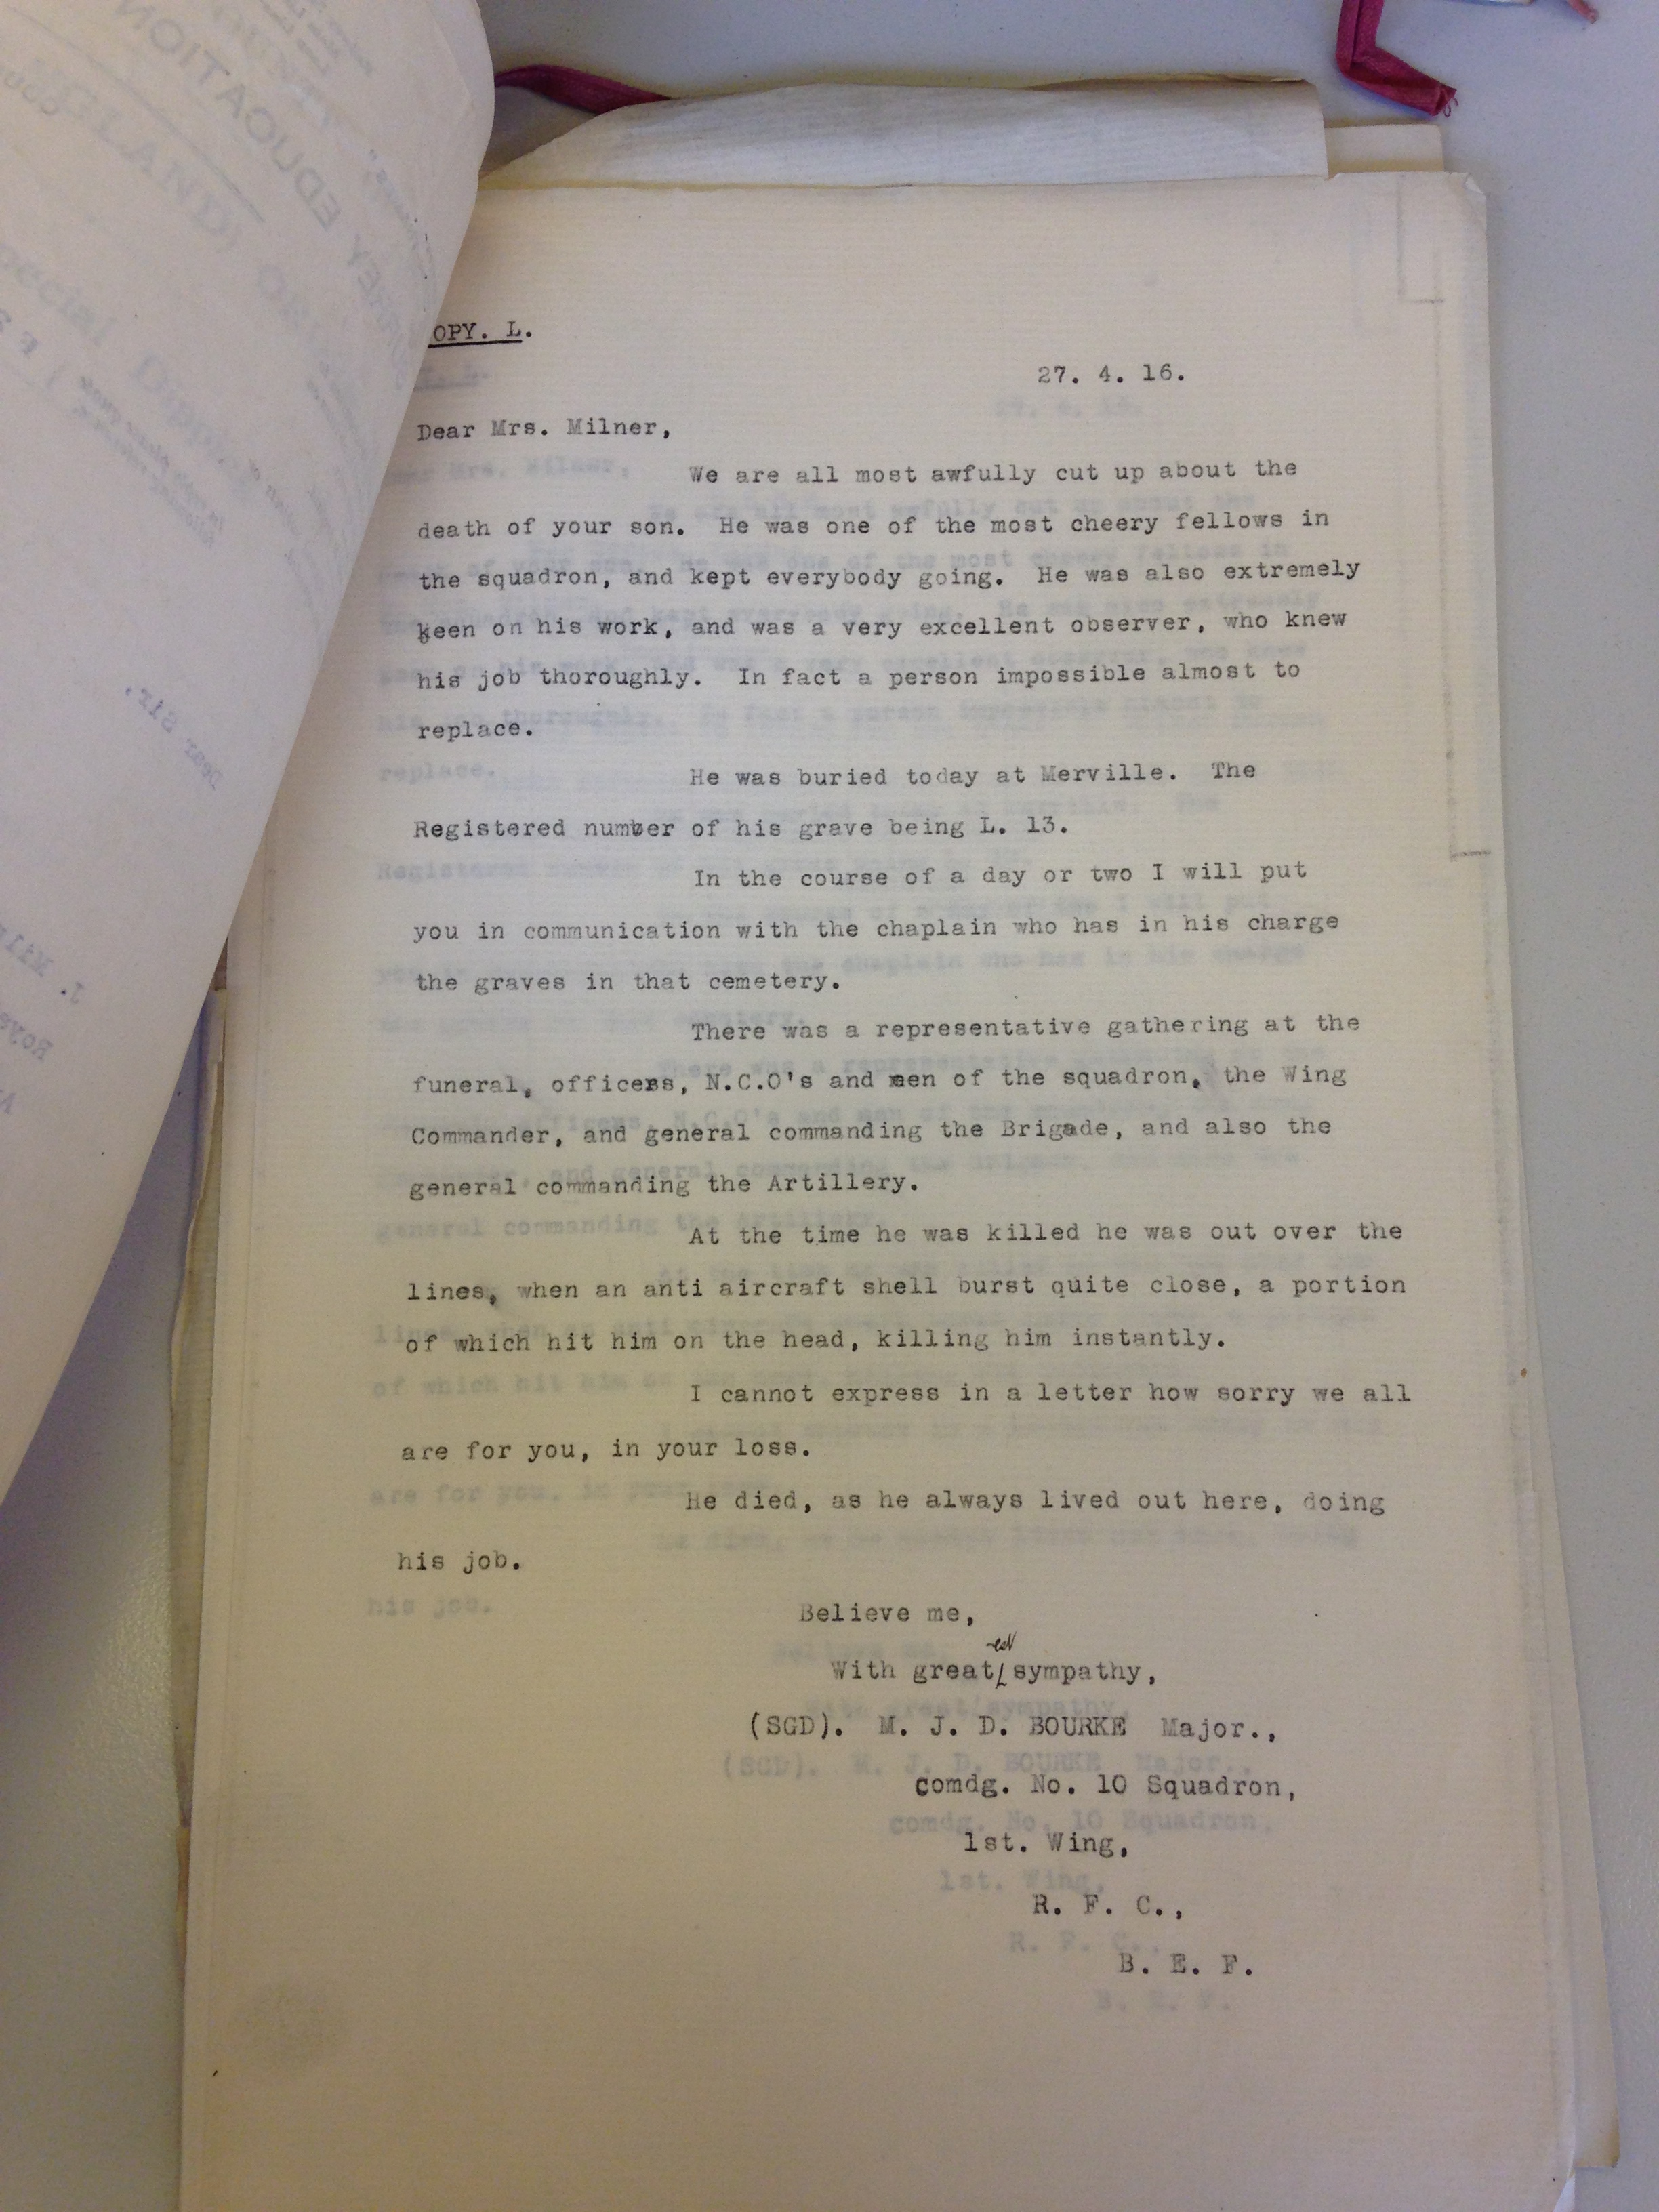 OPY. L.
27. 4. 16.
Dear Mrs. Milner,
We are all most awfully cut up about the
death of your son. He was one of the most cheery fellows in
the squadron, and kept everybody going. He was also extremely
keen on his work, and was a very excellent observer, who knew
his job thoroughly. In fact a person impossible almost to
replace.
He was buried today at Merville. The
Registered number of his grave being L. 13.
In the course of a day or two I will put
you in communication with the chaplain who has in his charge
the graves in that cemetery.
There was a representative gathering at the
funeral, officers, N.C.O's and men of the squadron, the Wing
Commander, and general commanding the Brigade, and also the
general commanding the Artillery.
At the time he was killed he was out over the
lines, when an anti aircraft shell burst quite close, a portion
of which hit him on the head, killing him instantly.
I cannot express in a letter how sorry we all
are for you, in your loss.
He died, as he always lived out here, doing
his job.
Believe me,
With great sympathy,
(SGD). M. J. D. BOURKE Major.,
comdg. No. 10 Squadron,
1st. Wing,
R. F. C.,
B. E. F.
EDUCATION
Dear Sir,